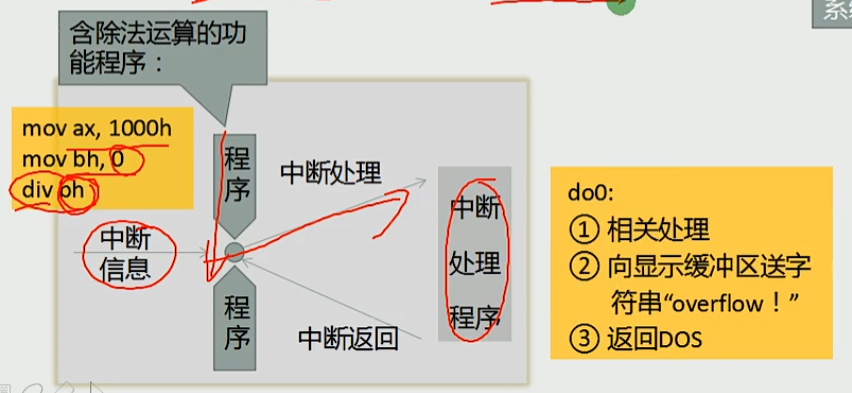 系统
含除法运算的功
能程序：
mov ax, 1000h
mov bh, 0
div bh
程
序
中断处理
中断
信息
中断
处理
程序
中断返回
程
序
do0:
① 相关处理
② 向显示缓冲区送字
符串“overflow！”
③ 返回DOS